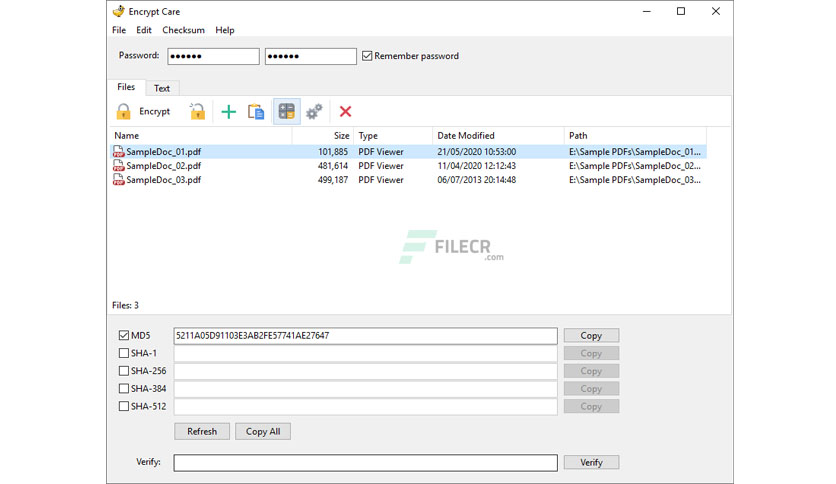 Encrypt Care
File Edit Checksum Help
Password: •••••• •••••• Remember password
Files Text
Encrypt
Name Size Type Date Modified Path
SampleDoc_01.pdf 101,885 PDF Viewer 21/05/2020 10:53:00 E:\Sample PDFs\SampleDoc_01...
SampleDoc_02.pdf 481,614 PDF Viewer 11/04/2020 12:12:43 E:\Sample PDFs\SampleDoc_02...
SampleDoc_03.pdf 499,187 PDF Viewer 06/07/2013 20:14:48 E:\Sample PDFs\SampleDoc_03...
FILECR
.com
Files: 3
MD5 5211A05D91103E3AB2FE57741AE27647 Copy
SHA-1 Copy
SHA-256 Copy
SHA-384 Copy
SHA-512 Copy
Refresh Copy All
Verify: Verify